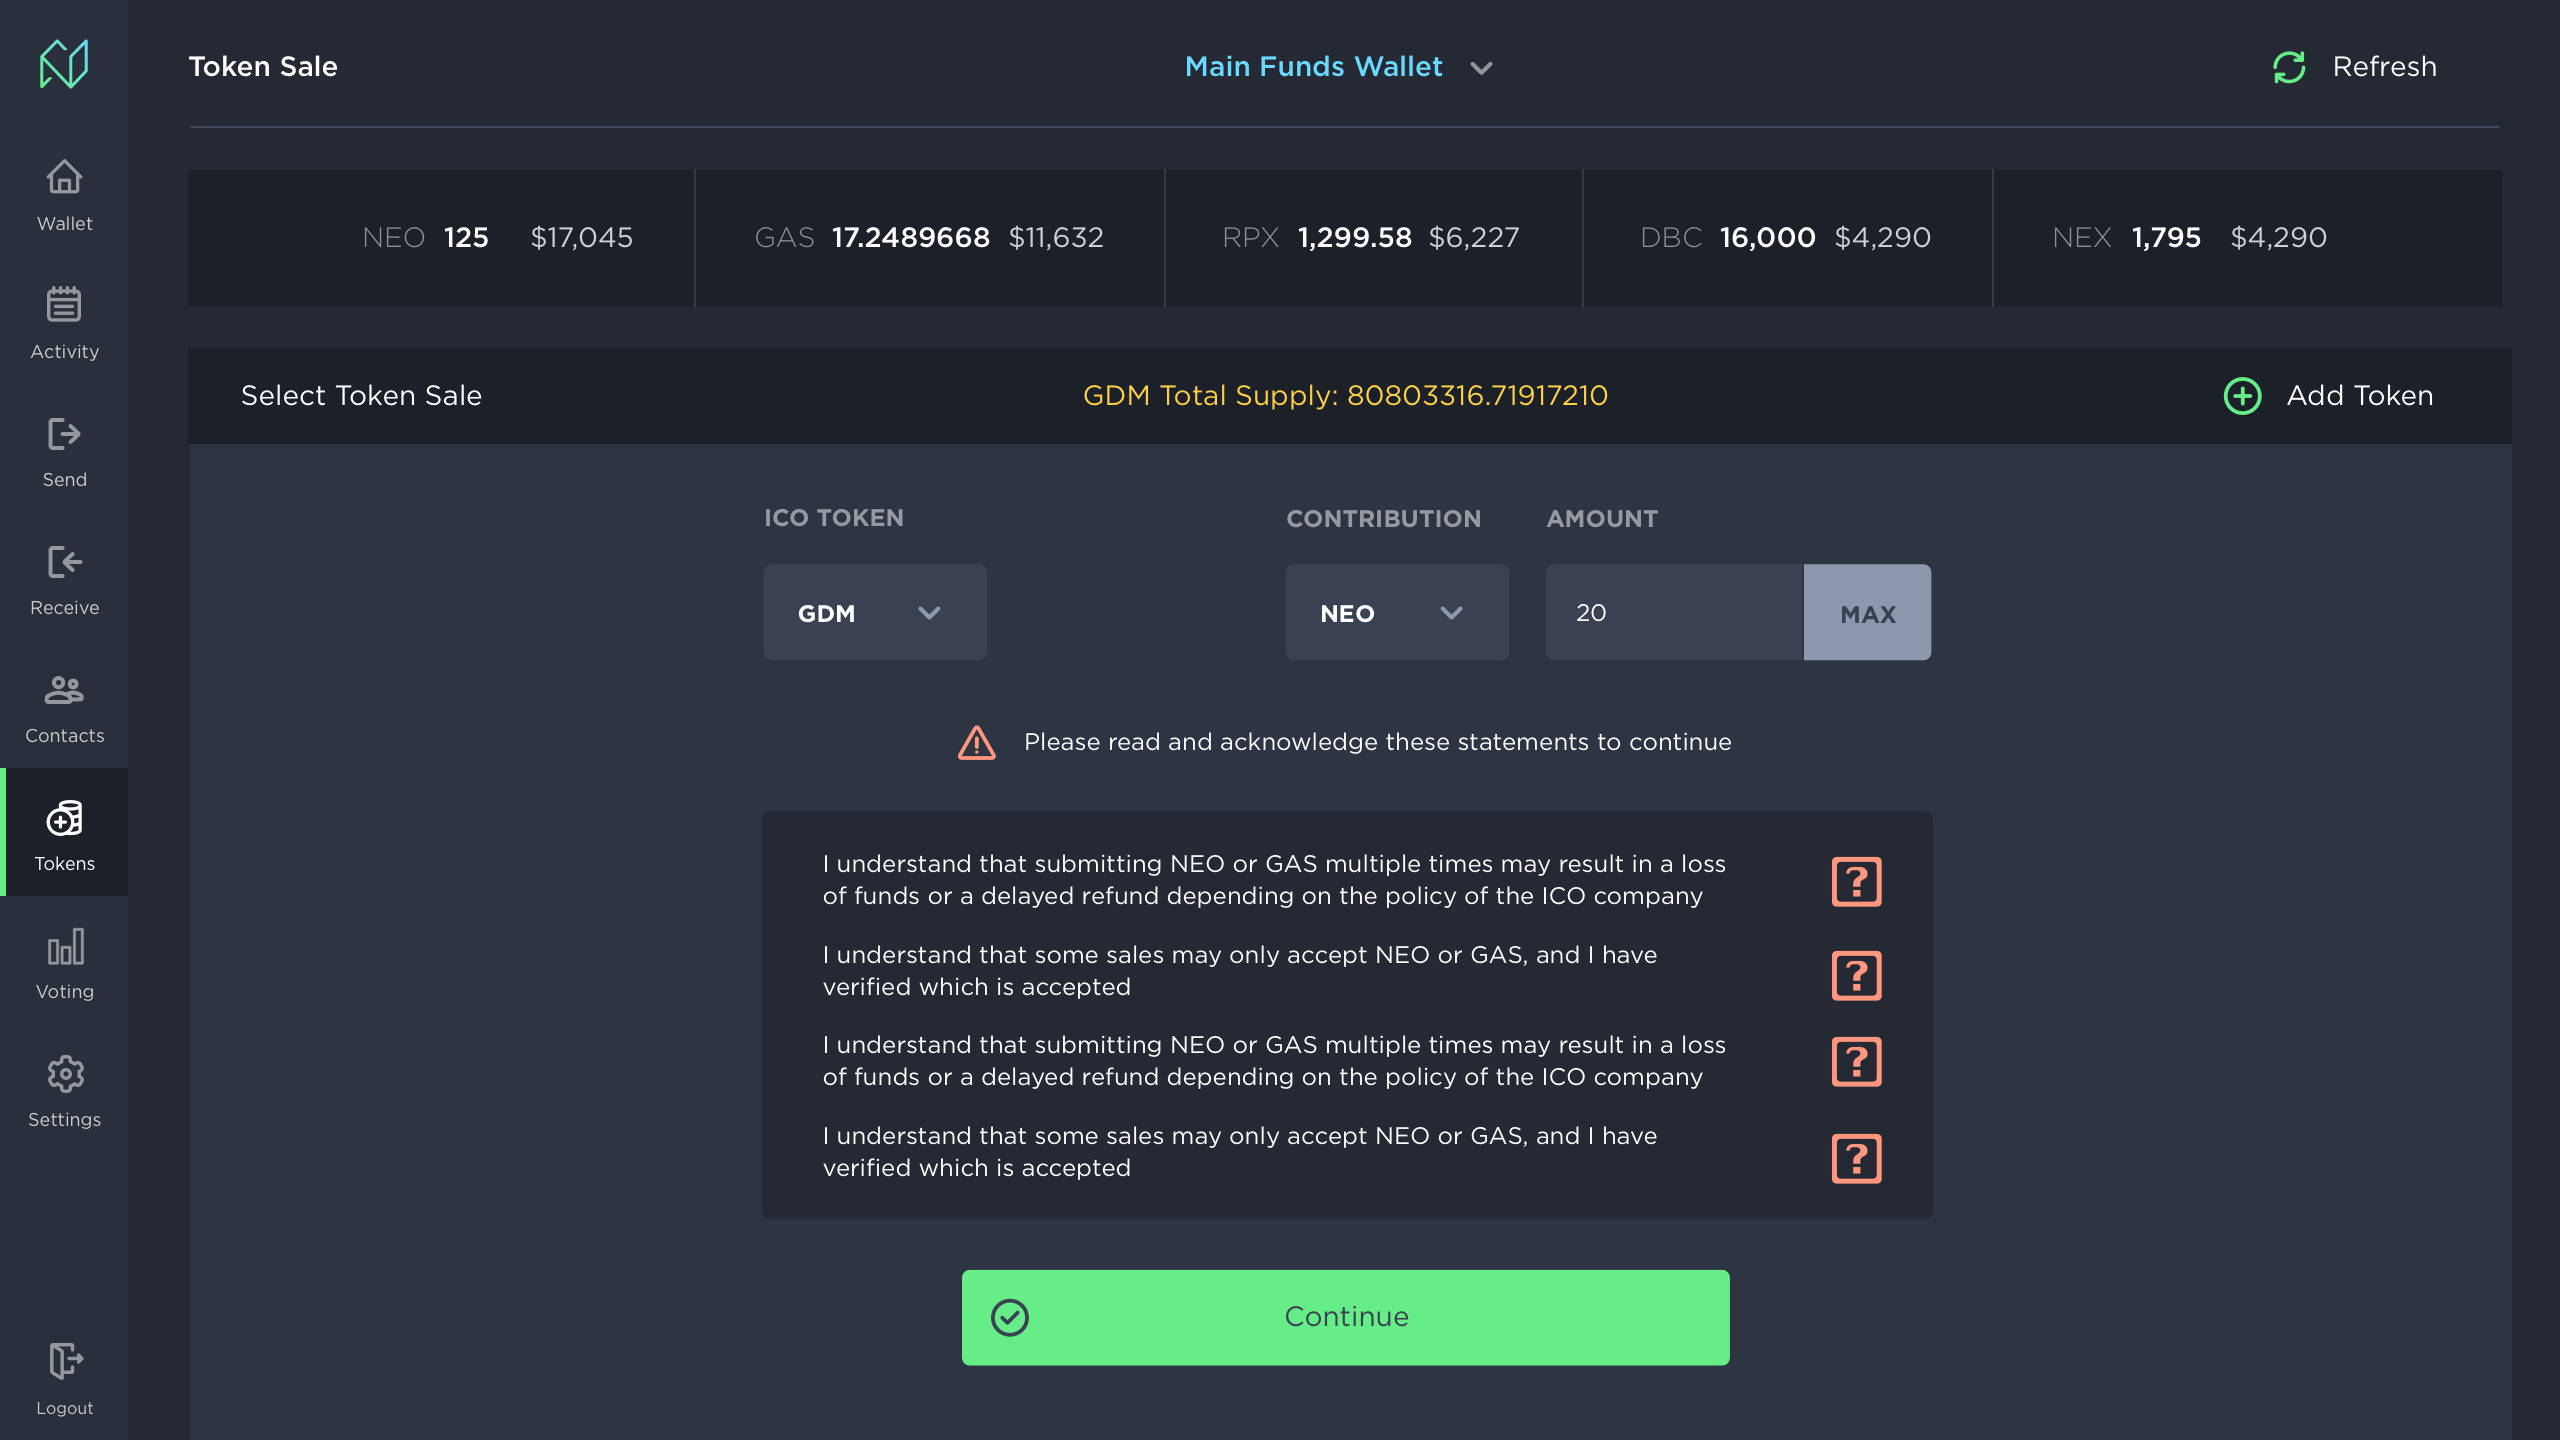 Token Sale
Main Funds Wallet
Refresh
NEO 125 $17,045
GAS 17.2489668 $11,632
RPX 1,299.58 $6,227
DBC 16,000 $4,290
NEX 1,795 $4,290
Wallet
Activity
Send
Receive
Contacts
Tokens
Voting
Settings
Logout
Select Token Sale
GDM Total Supply: 80803316.71917210
Add Token
ICO TOKEN
CONTRIBUTION
AMOUNT
GDM
NEO
20
MAX
Please read and acknowledge these statements to continue
I understand that submitting NEO or GAS multiple times may result in a loss
of funds or a delayed refund depending on the policy of the ICO company
?
I understand that some sales may only accept NEO or GAS, and I have
verified which is accepted
?
I understand that submitting NEO or GAS multiple times may result in a loss
of funds or a delayed refund depending on the policy of the ICO company
?
I understand that some sales may only accept NEO or GAS, and I have
verified which is accepted
?
Continue